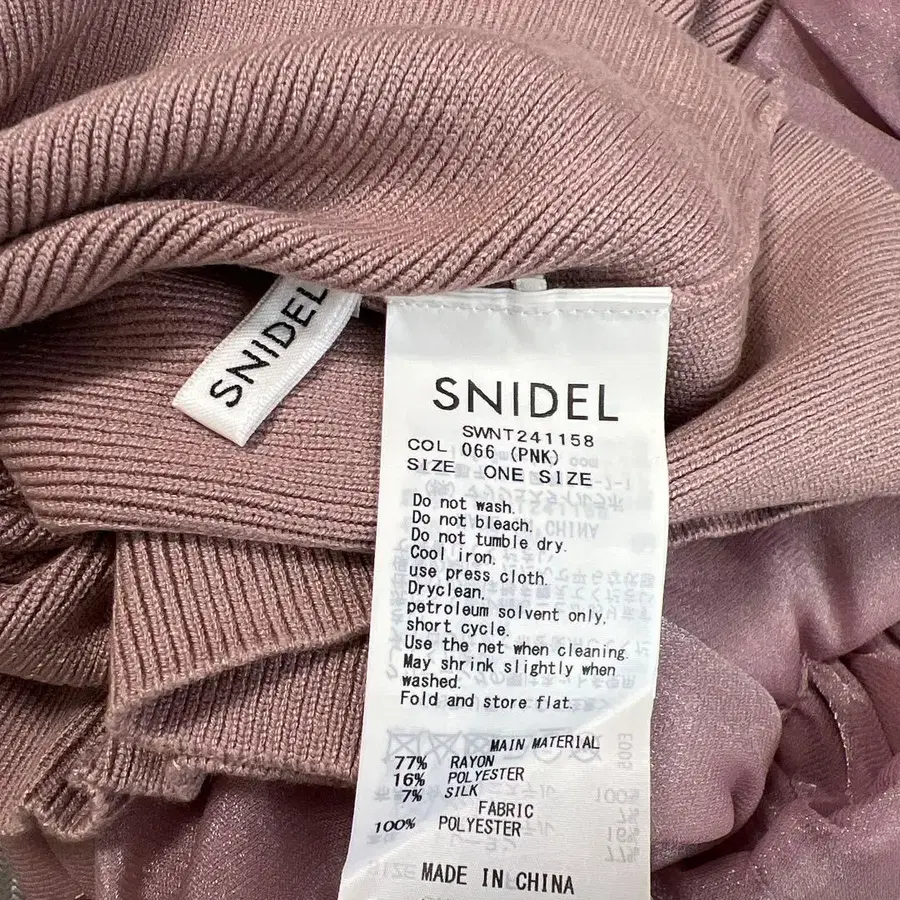 SNIDEL
SNIDEL
SWNT241158
COL 066 (PNK)
SIZE ONE SIZE
Do not wash.
Do not bleach.
Do not tumble dry.
Cool iron.
use press cloth.
Dryclean,
petroleum solvent only,
short cycle.
Use the net when cleaning.
May shrink slightly when
washed.
Fold and store flat.
MAIN MATERIAL
77% RAYON
16% POLYESTER
7% SILK
FABRIC
100% POLYESTER
MADE IN CHINA